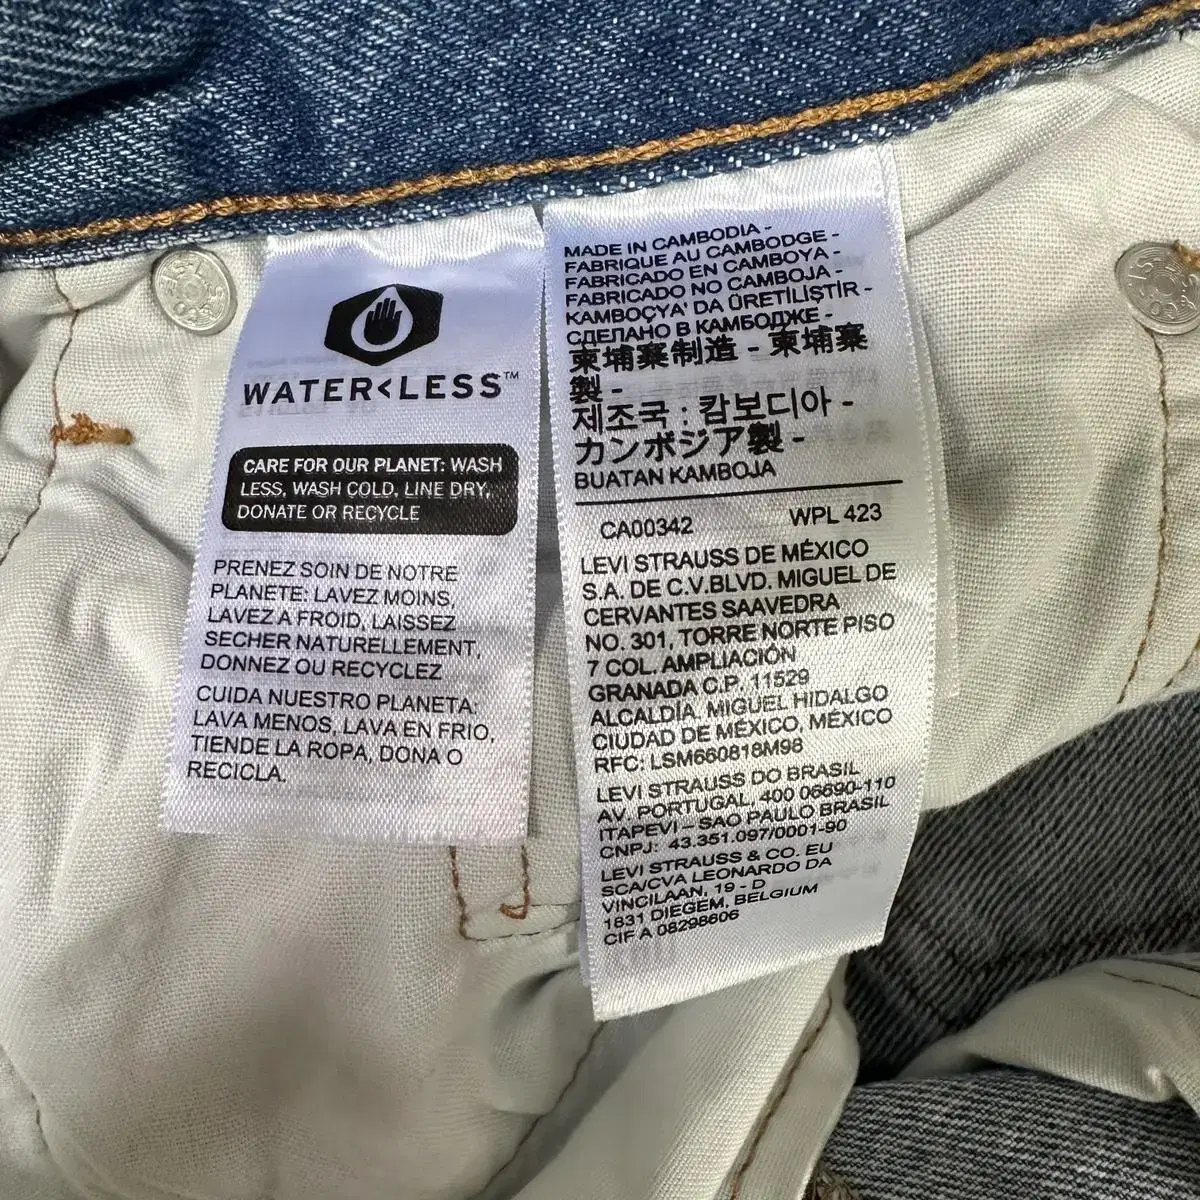 WATER<LESS™
CARE FOR OUR PLANET: WASH
LESS, WASH COLD, LINE DRY,
DONATE OR RECYCLE
PRENEZ SOIN DE NOTRE
PLANETE: LAVEZ MOINS,
LAVEZ A FROID, LAISSEZ
SECHER NATURELLEMENT,
DONNEZ OU RECYCLEZ
CUIDA NUESTRO PLANETA:
LAVA MENOS, LAVA EN FRIO,
TIENDE LA ROPA, DONA O
RECICLA.
MADE IN CAMBODIA -
FABRIQUE AU CAMBODGE -
FABRICADO EN CAMBOYA -
FABRICADO NO CAMBOJA -
KAMBOÇYA' DA ÜRETİLİŞTİR -
СДЕЛАНО В КАМБОДЖЕ -
柬埔寨制造 - 柬埔寨
製 -
제조국 : 캄보디아 -
カンボジア製 -
BUATAN KAMBOJA
CA00342 WPL 423
LEVI STRAUSS DE MÉXICO
S.A. DE C.V.BLVD. MIGUEL DE
CERVANTES SAAVEDRA
NO. 301, TORRE NORTE PISO
7 COL. AMPLIACIÓN
GRANADA C.P. 11529
ALCALDÍA. MIGUEL HIDALGO
CIUDAD DE MÉXICO, MÉXICO
RFC: LSM660818M98
LEVI STRAUSS DO BRASIL
AV. PORTUGAL, 400 06690-110
ITAPEVI – SAO PAULO BRASIL
CNPJ: 43.351.097/0001-90
LEVI STRAUSS & CO. EU
SCA/CVA LEONARDO DA
VINCILAAN, 19 - D
1831 DIEGEM, BELGIUM
CIF A 08298606